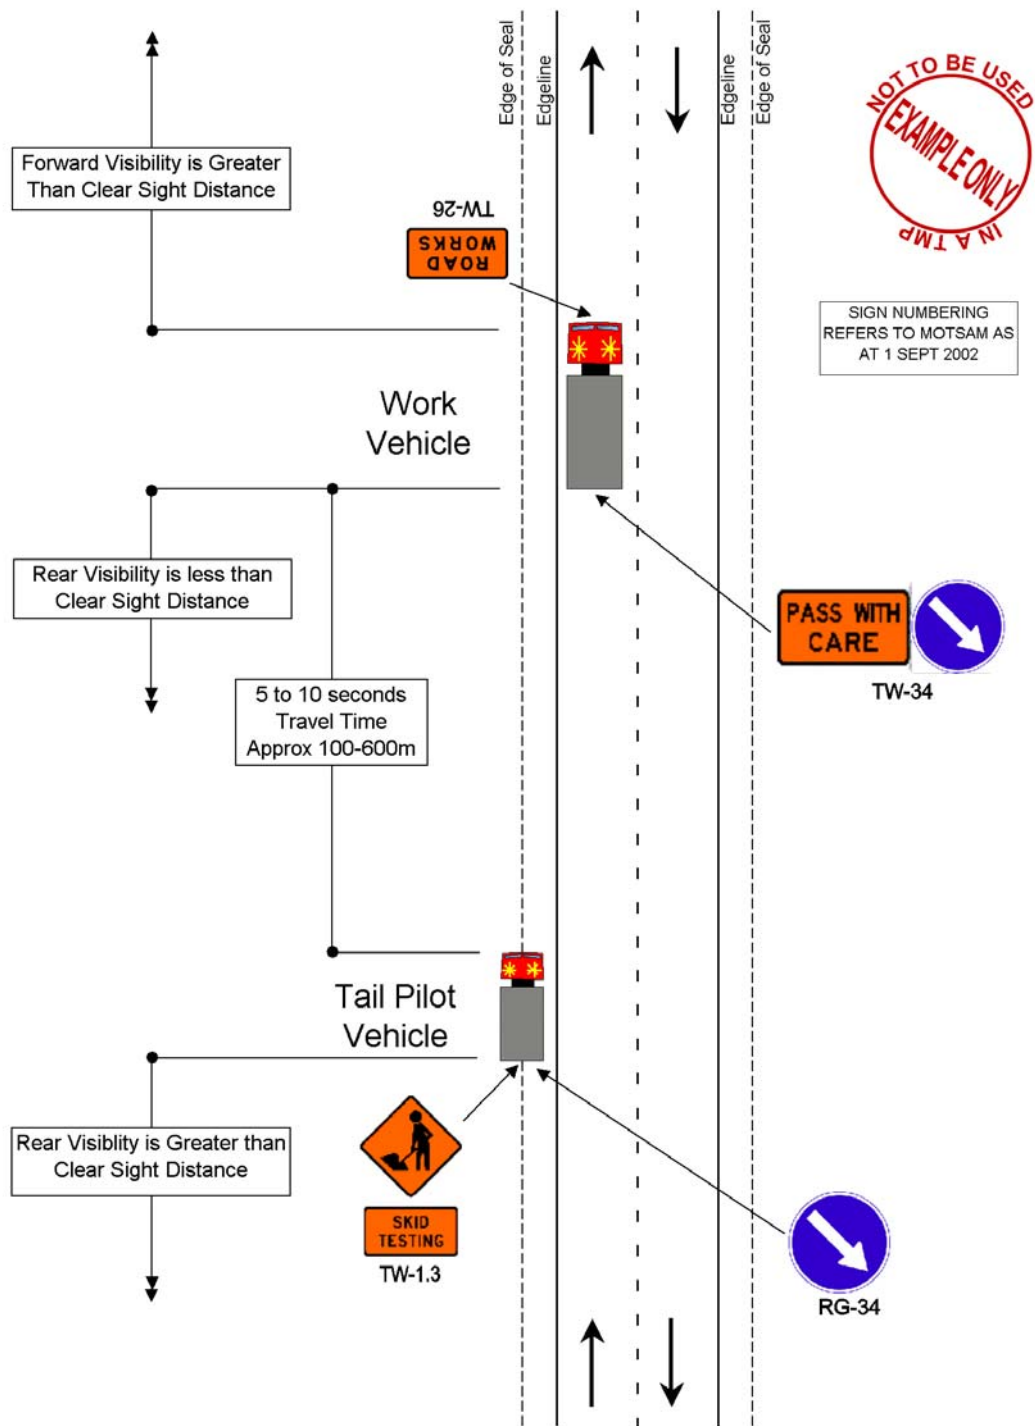 Edge of Seal
Edgeline
Edgeline
Edge of Seal
NOT TO BE USED
EXAMPLE ONLY
IN A TMP
Forward Visibility is Greater
Than Clear Sight Distance
TW-26
ROAD
WORKS
SIGN NUMBERING
REFERS TO MOTSAM AS
AT 1 SEPT 2002
Work
Vehicle
Rear Visibility is less than
Clear Sight Distance
PASS WITH
CARE
TW-34
5 to 10 seconds
Travel Time
Approx 100-600m
Tail Pilot
Vehicle
Rear Visiblity is Greater than
Clear Sight Distance
SKID
TESTING
TW-1.3
RG-34